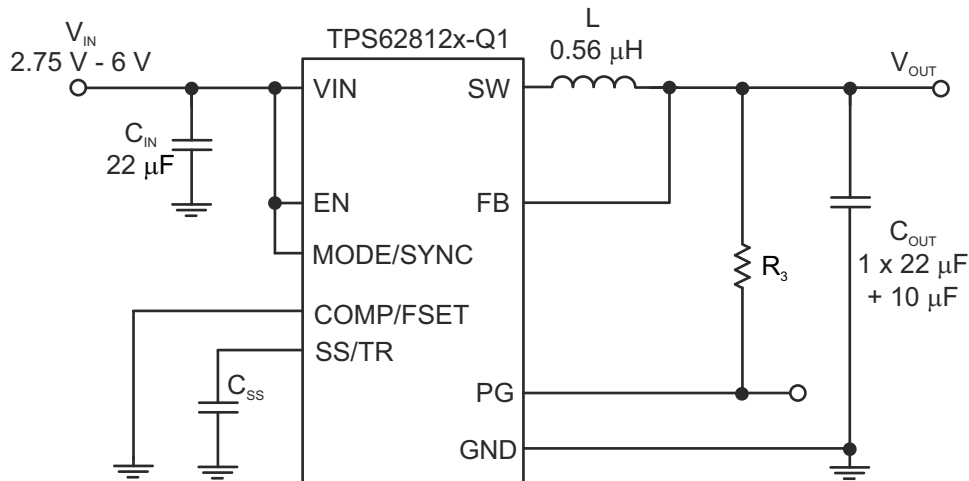 V_IN
2.75 V - 6 V
TPS62812x-Q1
L
0.56 μH
V_OUT
VIN
SW
C_IN
22 μF
EN
FB
MODE/SYNC
C_OUT
1 x 22 μF
+ 10 μF
R_3
COMP/FSET
SS/TR
C_SS
PG
GND